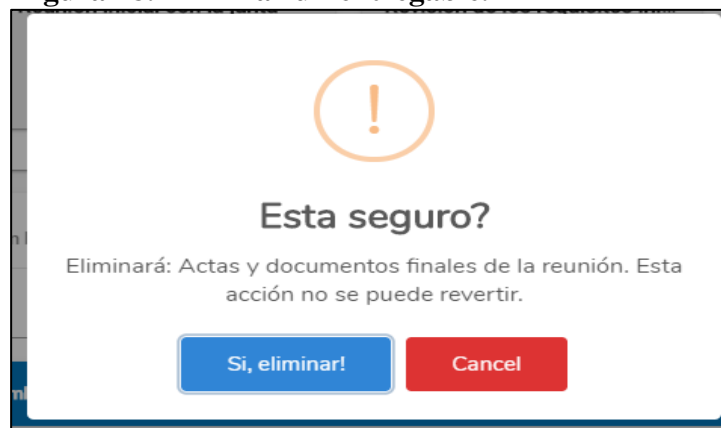 !
Esta seguro?
Eliminará: Actas y documentos finales de la reunión. Esta
acción no se puede revertir.
Si, eliminar!
Cancel